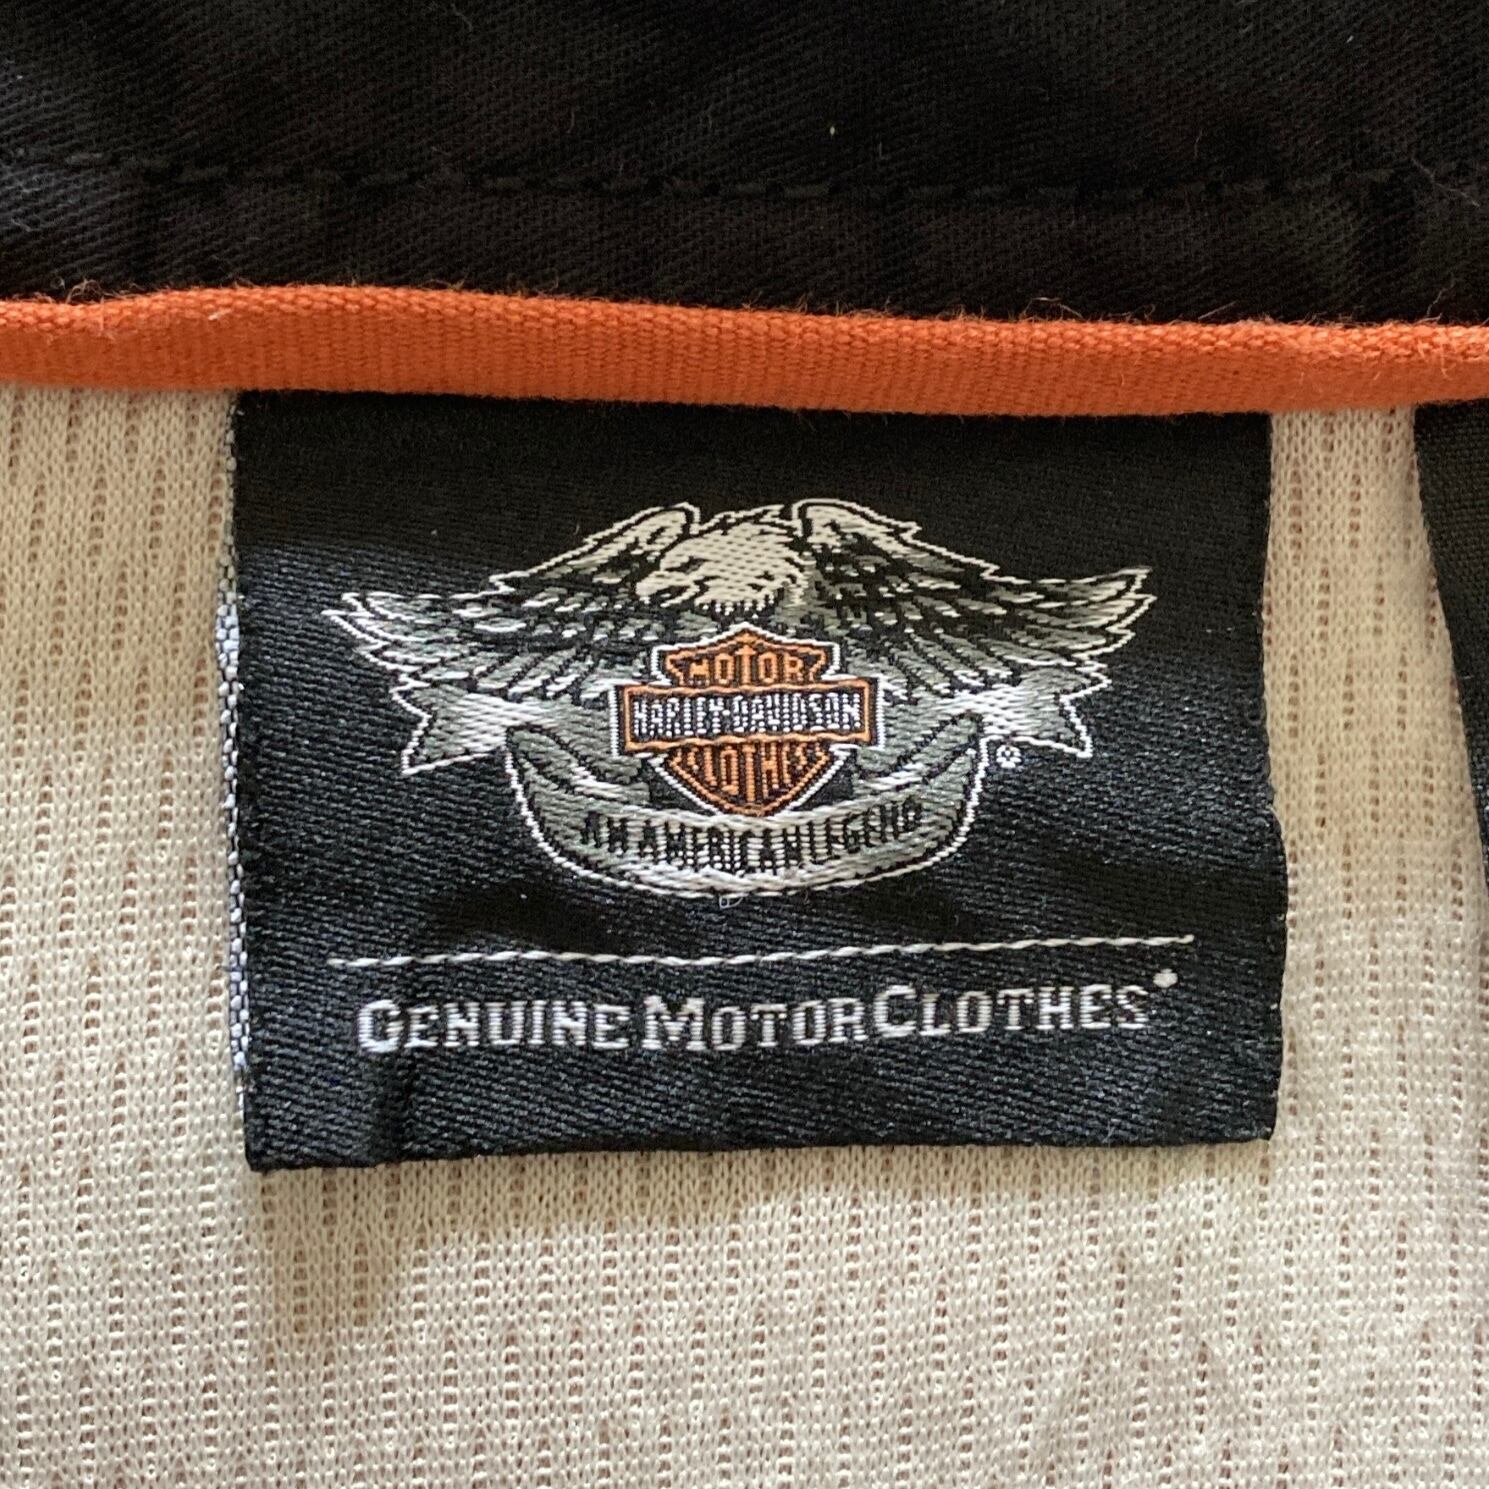 MOTOR
HARLEY-DAVIDSON
CLOTHES
®
AN AMERICAN LEGEND
GENUINE MOTORCLOTHES®